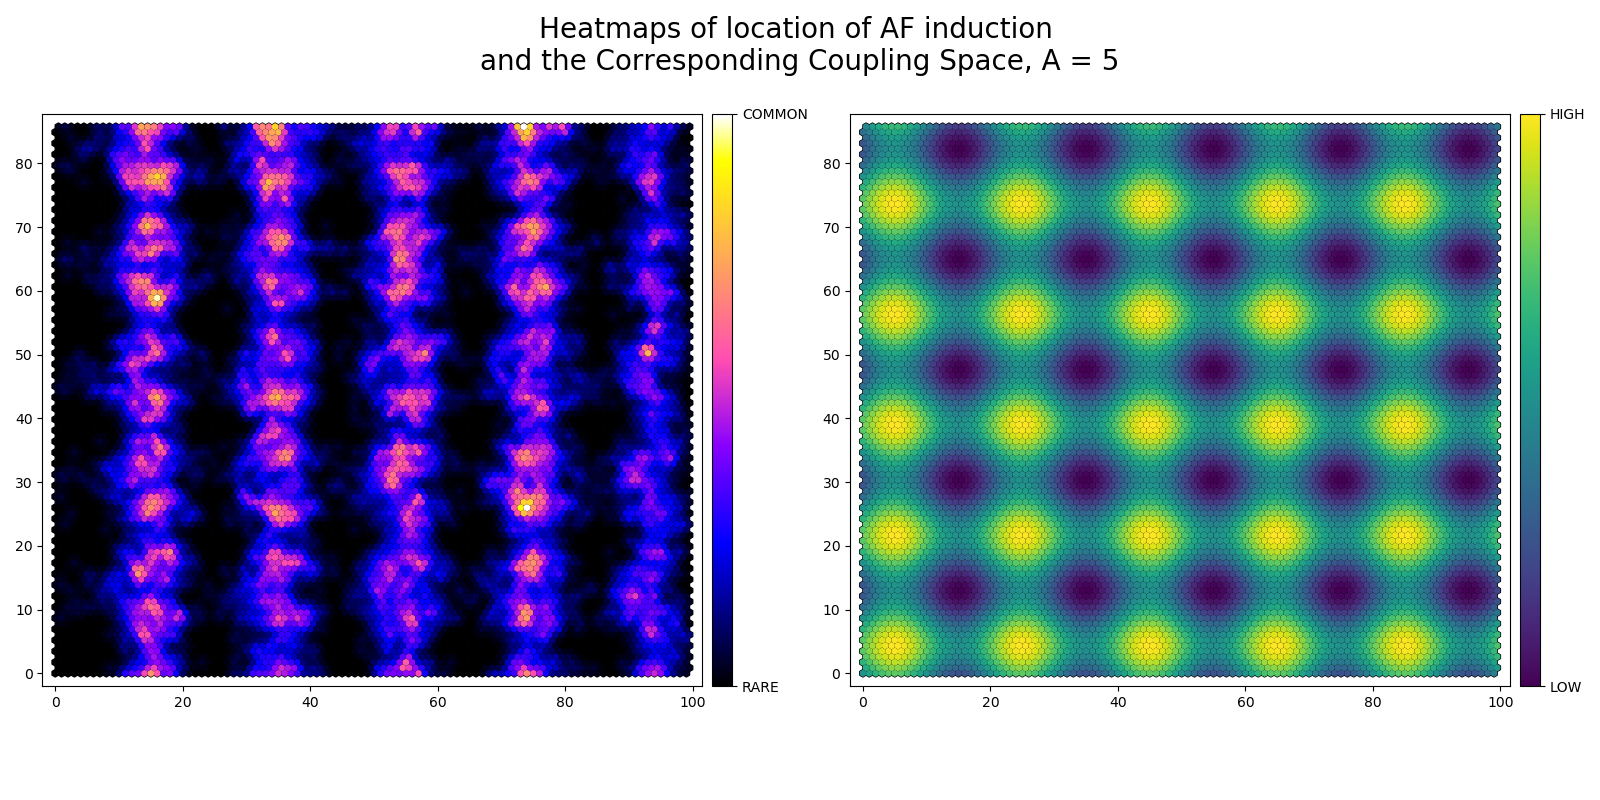 Heatmaps of location of AF induction
and the Corresponding Coupling Space, A = 5
COMMON
HIGH
80
70
60
50
40
30
20
10
0
80
70
60
50
40
30
20
10
0
RARE
LOW
0 20 40 60 80 100
0 20 40 60 80 100